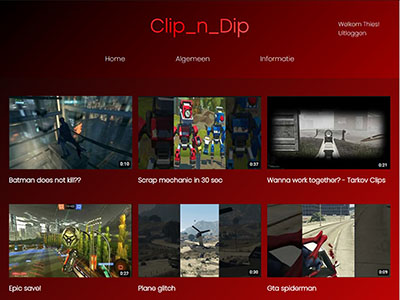 Clip_n_Dip
Welkom Thies!
Uitloggen
Home Algemeen Informatie
0:10 0:37 0:21
Batman does not kill?? Scrap mechanic in 30 sec Wanna work together? - Tarkov Clips
0:27 0:30 0:09
Epic save! Plane glitch Gta spiderman